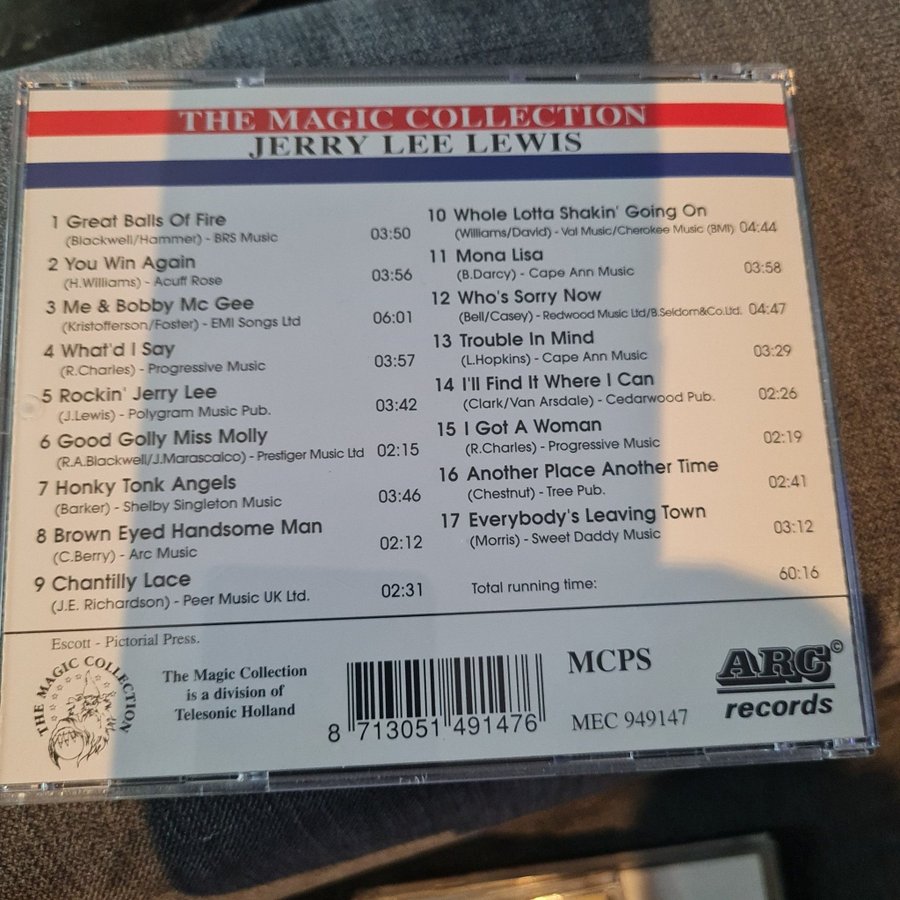 THE MAGIC COLLECTION
JERRY LEE LEWIS
1 Great Balls Of Fire
(Blackwell/Hammer) - BRS Music 03:50
2 You Win Again
(H.Williams) - Acuff Rose 03:56
3 Me & Bobby Mc Gee
(Kristofferson/Foster) - EMI Songs Ltd 06:01
4 What'd I Say
(R.Charles) - Progressive Music 03:57
5 Rockin' Jerry Lee
(J.Lewis) - Polygram Music Pub. 03:42
6 Good Golly Miss Molly
(R.A.Blackwell/J.Marascalco) - Prestiger Music Ltd 02:15
7 Honky Tonk Angels
(Barker) - Shelby Singleton Music 03:46
8 Brown Eyed Handsome Man
(C.Berry) - Arc Music 02:12
9 Chantilly Lace
(J.E. Richardson) - Peer Music UK Ltd. 02:31
10 Whole Lotta Shakin' Going On
(Williams/David) - Val Music/Cherokee Music (BMI) 04:44
11 Mona Lisa
(B.Darcy) - Cape Ann Music 03:58
12 Who's Sorry Now
(Bell/Casey) - Redwood Music Ltd/B.Seldom&Co.Ltd. 04:47
13 Trouble In Mind
(L.Hopkins) - Cape Ann Music 03:29
14 I'll Find It Where I Can
(Clark/Van Arsdale) - Cedarwood Pub. 02:26
15 I Got A Woman
(R.Charles) - Progressive Music 02:19
16 Another Place Another Time
(Chestnut) - Tree Pub. 02:41
17 Everybody's Leaving Town
(Morris) - Sweet Daddy Music 03:12
Total running time: 60:16
Escott - Pictorial Press.
THE MAGIC COLLECTION
The Magic Collection
is a division of
Telesonic Holland
8 713051 491476
MCPS
MEC 949147
ARC©
records